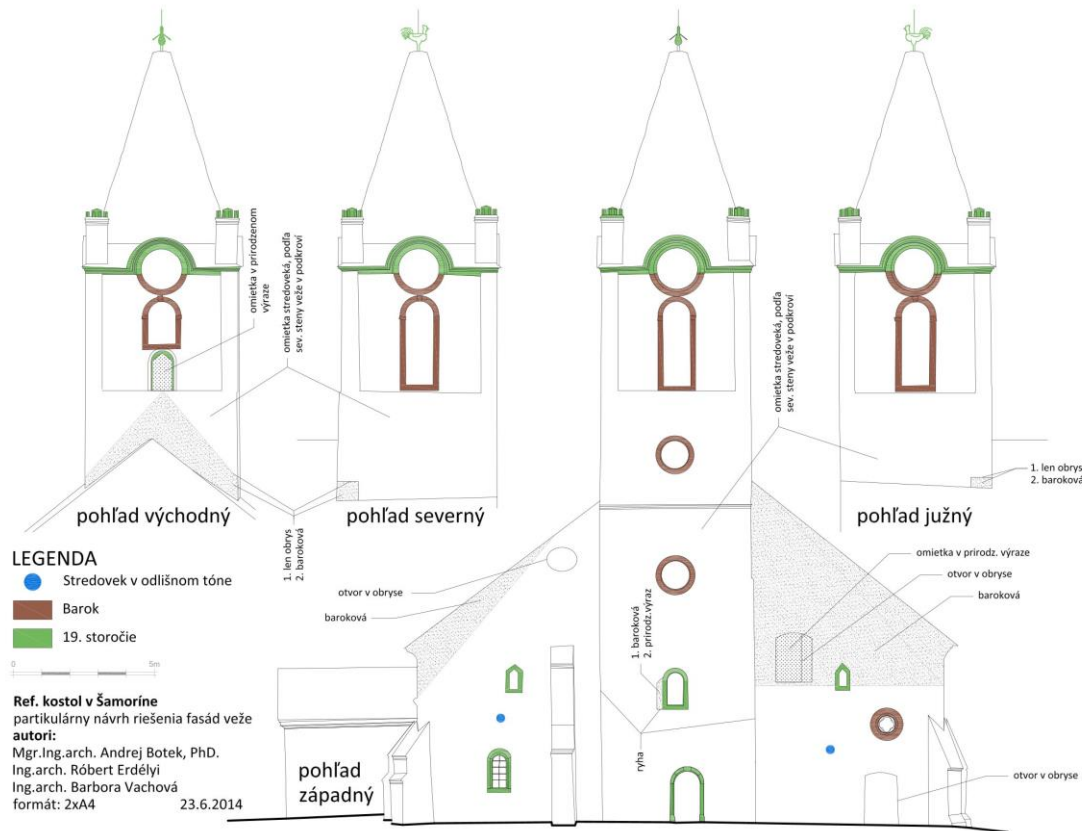 omietka v prirodzenom
výraze
omietka stredoveká, podľa
sev. steny veže v podkroví
omietka stredoveká, podľa
sev. steny veže v podkroví
1. len obrys
2. baroková
pohľad východný
pohľad severný
pohľad južný
1. len obrys
2. baroková
LEGENDA
Stredovek v odlišnom tóne
Barok
19. storočie
0
5m
otvor v obryse
baroková
omietka v prirodz. výraze
otvor v obryse
baroková
1. baroková
2. prirodz.výraz
ryha
otvor v obryse
pohľad
západný
Ref. kostol v Šamoríne
partikulárny návrh riešenia fasád veže
autori:
Mgr.Ing.arch. Andrej Botek, PhD.
Ing.arch. Róbert Erdélyi
Ing.arch. Barbora Vachová
formát: 2xA4 23.6.2014